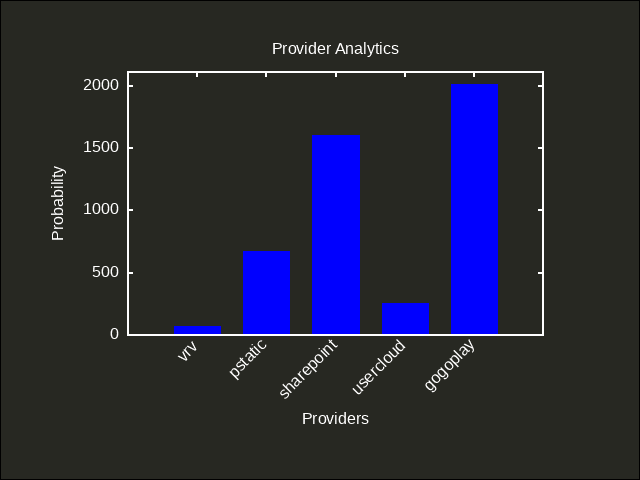 Provider Analytics
2000
1500
1000
500
0
Probability
vrv
pstatic
sharepoint
usercloud
gogoplay
Providers